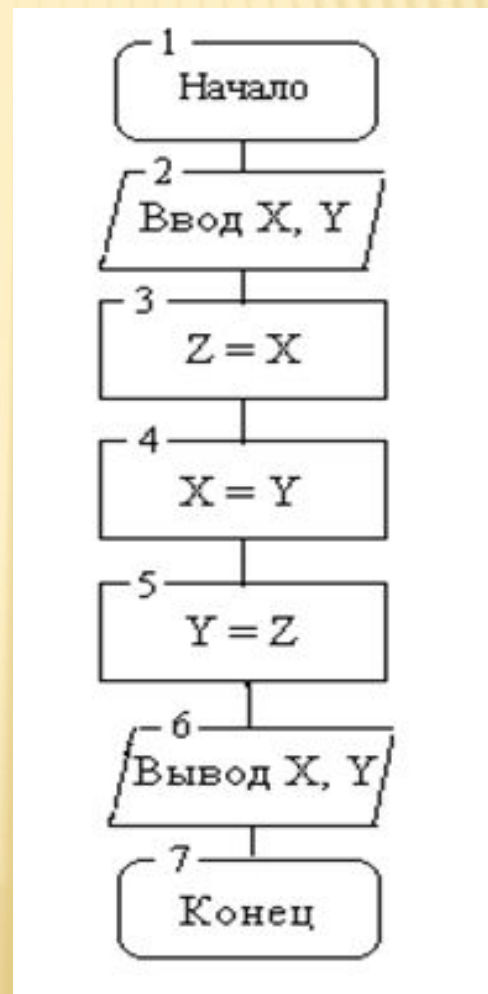 1
Начало
2
Ввод X, Y
3
Z = X
4
X = Y
5
Y = Z
6
Вывод X, Y
7
Конец